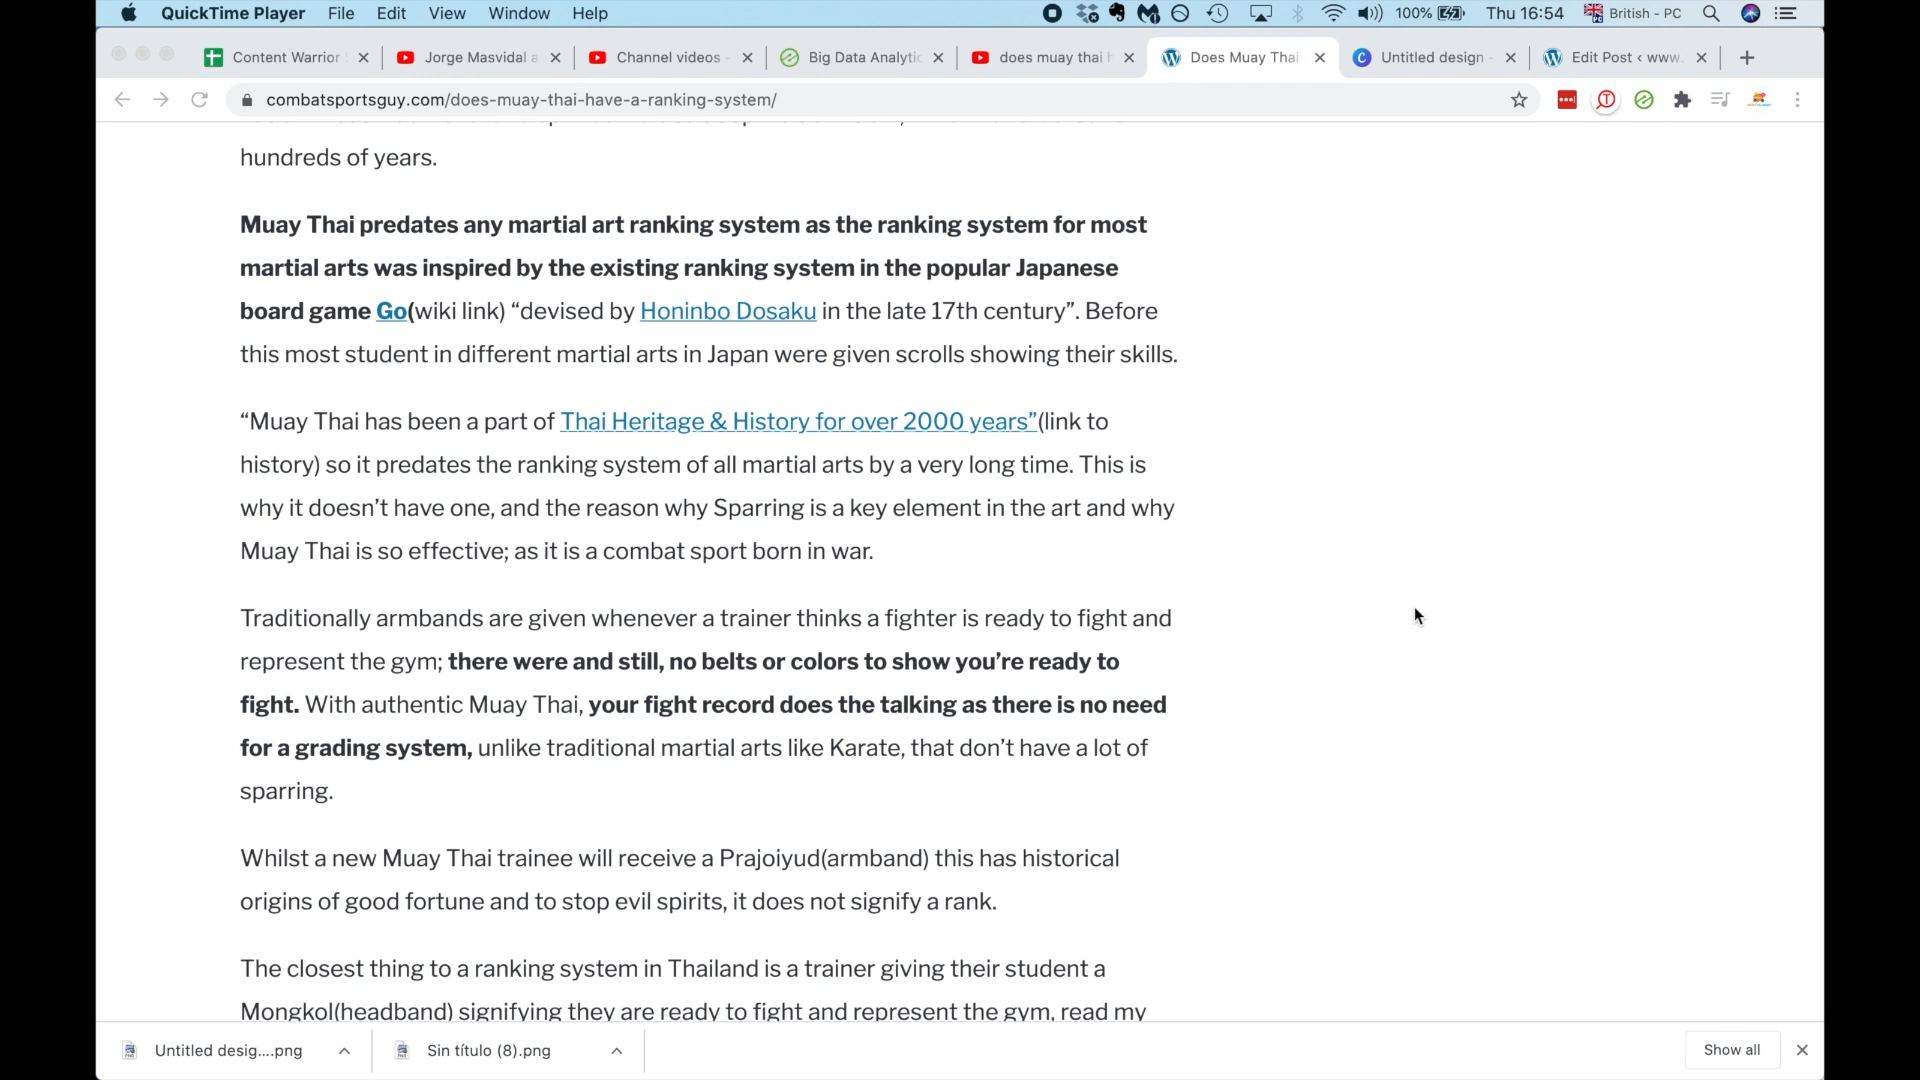 QuickTime Player File Edit View Window Help 100% Thu 16:54 British - PC
Content Warrior Jorge Masvidal a Channel videos - Big Data Analytic does muay thai h Does Muay Thai Untitled design - Edit Post ‹ www.
combatsportsguy.com/does-muay-thai-have-a-ranking-system/
hundreds of years.
Muay Thai predates any martial art ranking system as the ranking system for most
martial arts was inspired by the existing ranking system in the popular Japanese
board game Go(wiki link) “devised by Honinbo Dosaku in the late 17th century”. Before
this most student in different martial arts in Japan were given scrolls showing their skills.
“Muay Thai has been a part of Thai Heritage & History for over 2000 years”(link to
history) so it predates the ranking system of all martial arts by a very long time. This is
why it doesn’t have one, and the reason why Sparring is a key element in the art and why
Muay Thai is so effective; as it is a combat sport born in war.
Traditionally armbands are given whenever a trainer thinks a fighter is ready to fight and
represent the gym; there were and still, no belts or colors to show you’re ready to
fight. With authentic Muay Thai, your fight record does the talking as there is no need
for a grading system, unlike traditional martial arts like Karate, that don’t have a lot of
sparring.
Whilst a new Muay Thai trainee will receive a Prajoiyud(armband) this has historical
origins of good fortune and to stop evil spirits, it does not signify a rank.
The closest thing to a ranking system in Thailand is a trainer giving their student a
Mongkol(headband) signifying they are ready to fight and represent the gym, read my
Untitled desig....png Sin título (8).png Show all